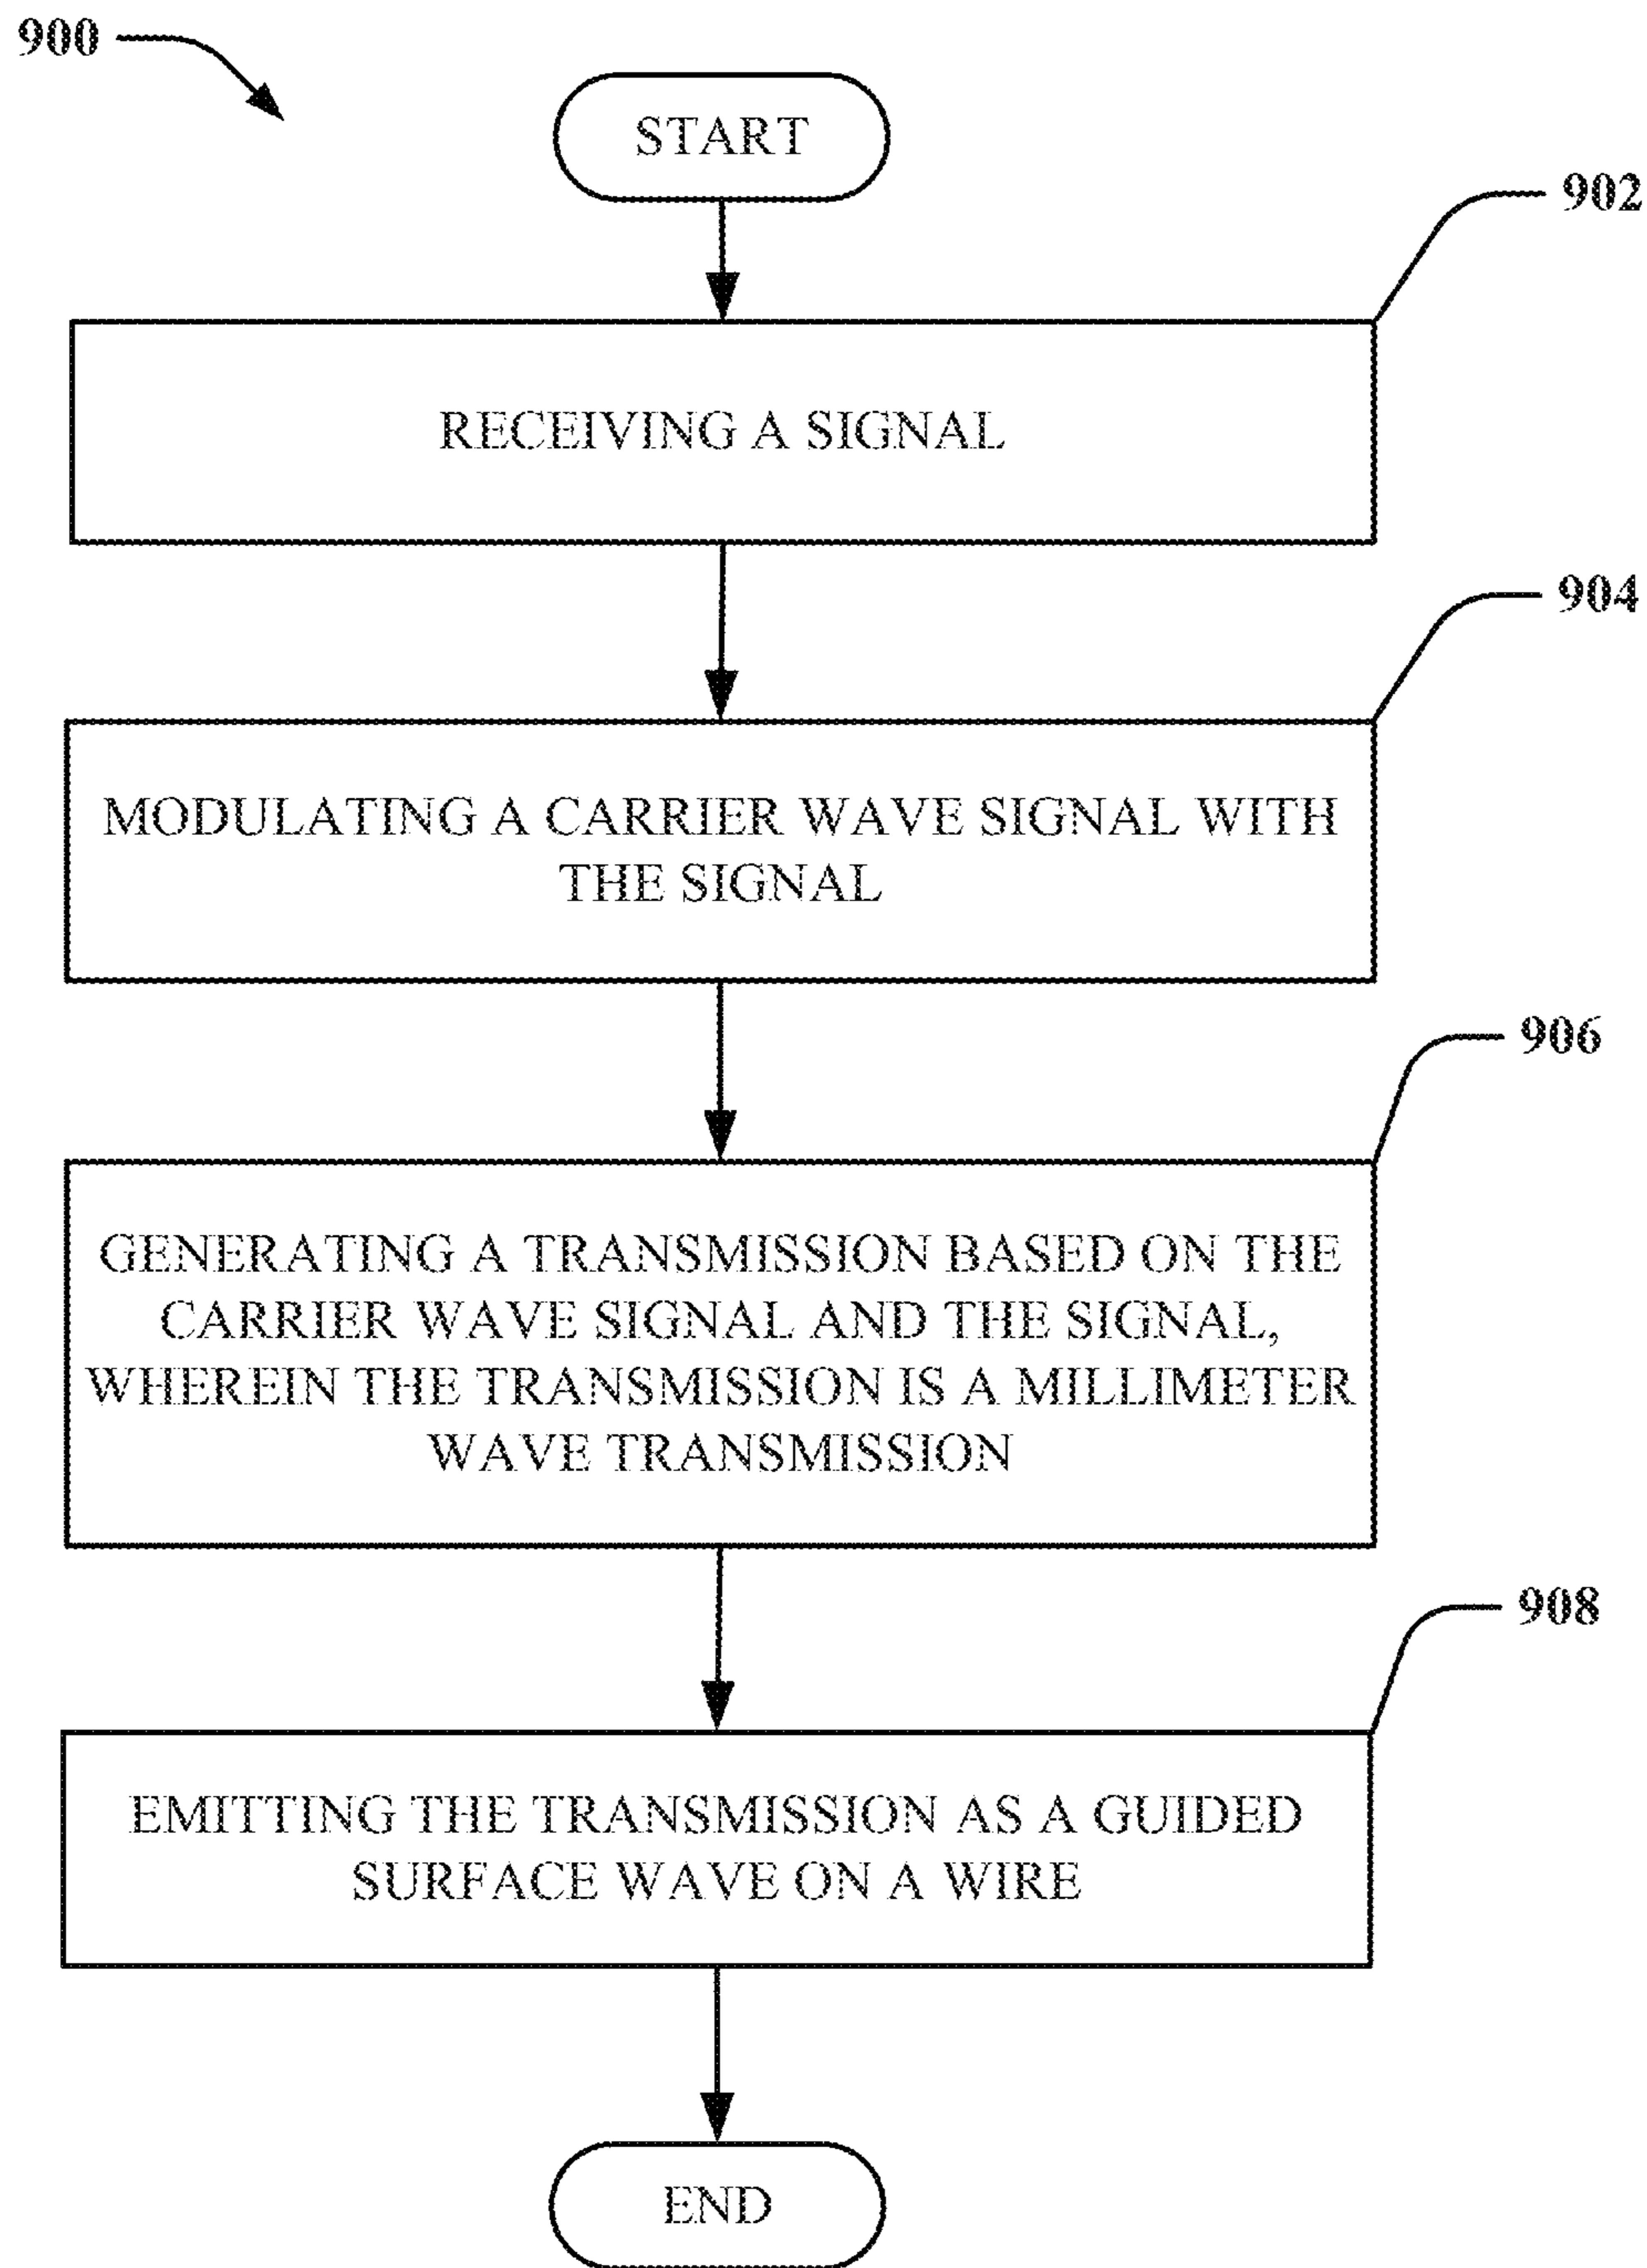 900
START
902
RECEIVING A SIGNAL
904
MODULATING A CARRIER WAVE SIGNAL WITH
THE SIGNAL
906
GENERATING A TRANSMISSION BASED ON THE
CARRIER WAVE SIGNAL AND THE SIGNAL,
WHEREIN THE TRANSMISSION IS A MILLIMETER
WAVE TRANSMISSION
908
EMITTING THE TRANSMISSION AS A GUIDED
SURFACE WAVE ON A WIRE
END